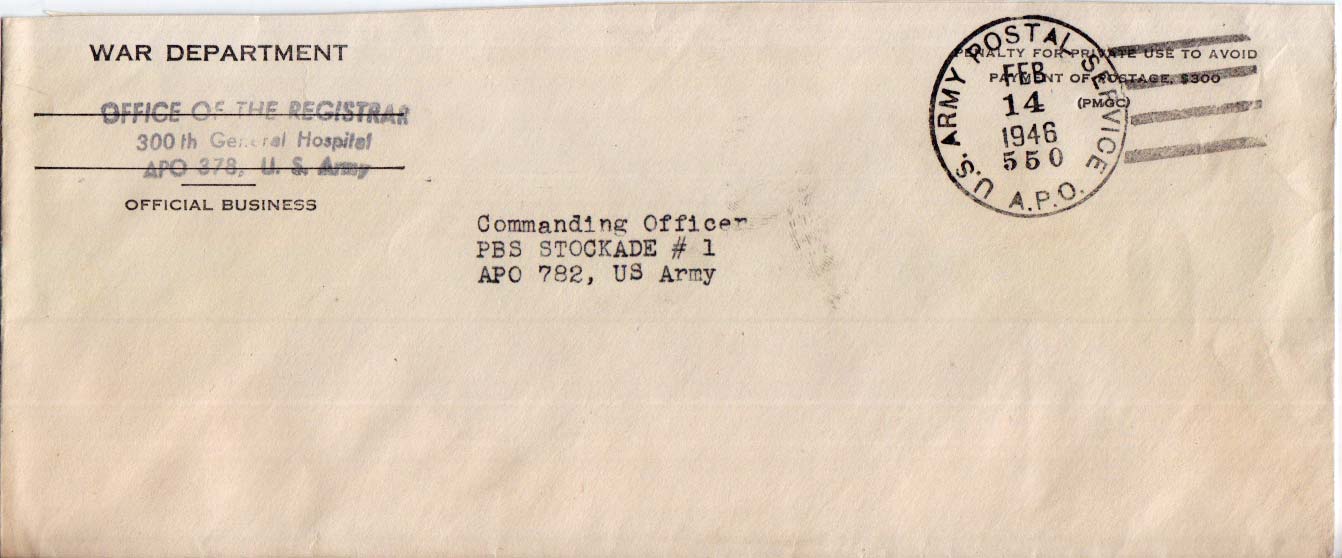 WAR DEPARTMENT
OFFICE OF THE REGISTRAR
300th General Hospital
APO 378, U. S. Army
OFFICIAL BUSINESS
PENALTY FOR PRIVATE USE TO AVOID
PAYMENT OF POSTAGE, $300
(PMGC)
U.S. ARMY POSTAL SERVICE
FEB
14
1946
550
A.P.O.
Commanding Officer
PBS STOCKADE # 1
APO 782, US Army